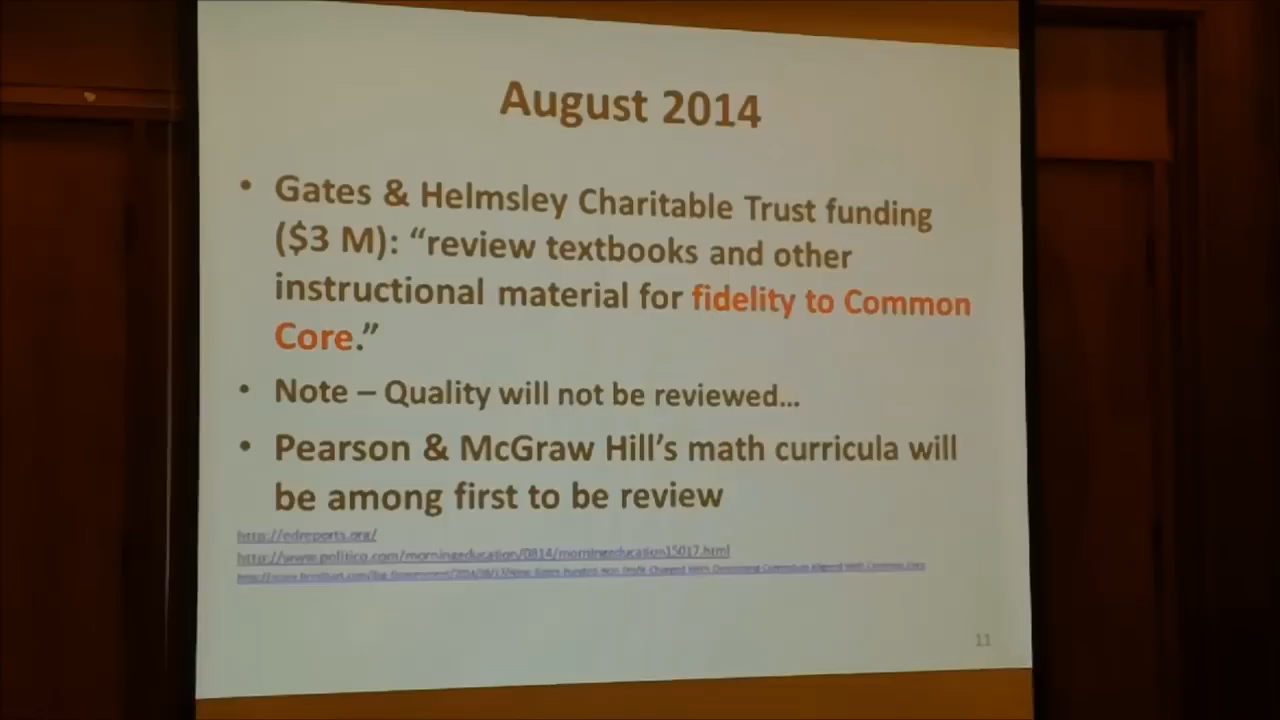 August 2014
• Gates & Helmsley Charitable Trust funding
($3 M): “review textbooks and other
instructional material for fidelity to Common
Core.”
• Note – Quality will not be reviewed…
• Pearson & McGraw Hill’s math curricula will
be among first to be review
http://edreports.org/
http://www.politico.com/morningeducation/0814/morningeducation15017.html
11